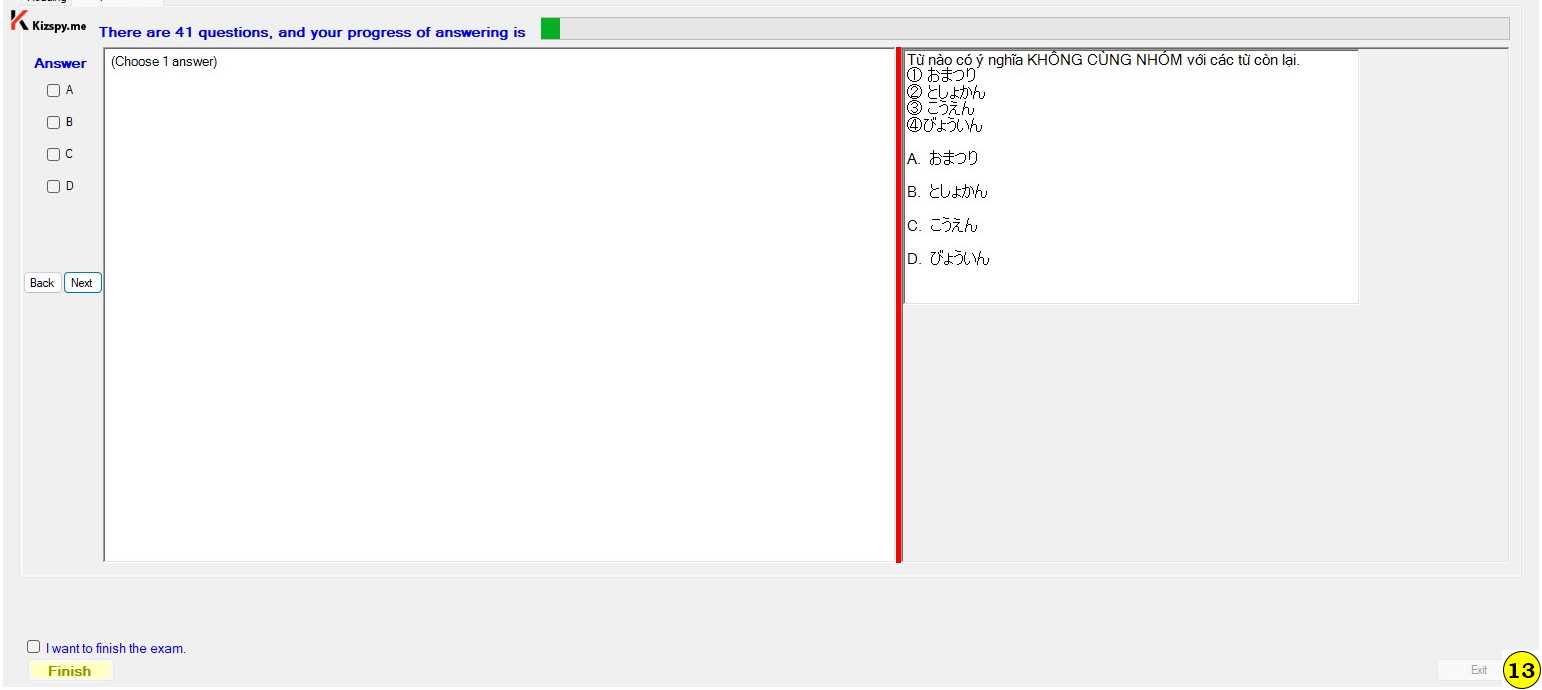 Kizspy.me
There are 41 questions, and your progress of answering is
Answer
A
B
C
D
Back
Next
(Choose 1 answer)
Từ nào có ý nghĩa KHÔNG CÙNG NHÓM với các từ còn lại.
① おまつり
② としょかん
③ こうえん
④びょういん
A. おまつり
B. としょかん
C. こうえん
D. びょういん
I want to finish the exam.
Finish
Exit
13